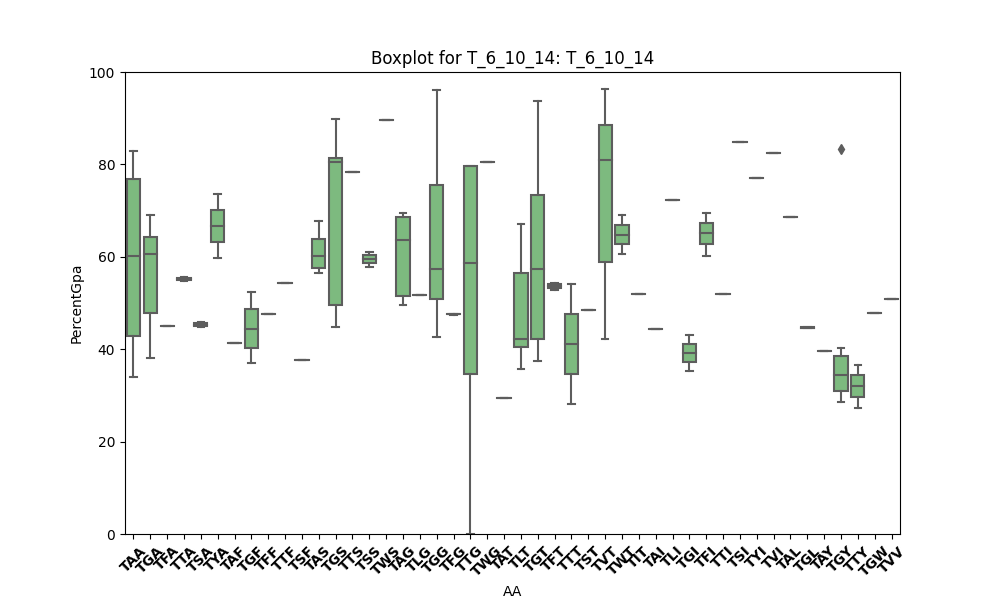 Boxplot for T_6_10_14: T_6_10_14
PercentGpa
100
80
60
40
20
0
TAA
TGA
TFA
TTA
TSA
TYA
TAF
TGF
TFF
TTF
TSF
TAS
TGS
TTS
TSS
TWS
TAG
TLG
TGG
TFG
TTG
TWG
TAT
TLT
TGT
TFT
TTT
TST
TVT
TWT
TIT
TAI
TLI
TGI
TFI
TTI
TSI
TYI
TVI
TAL
TGL
TAY
TGY
TTY
TGW
TVV
AA